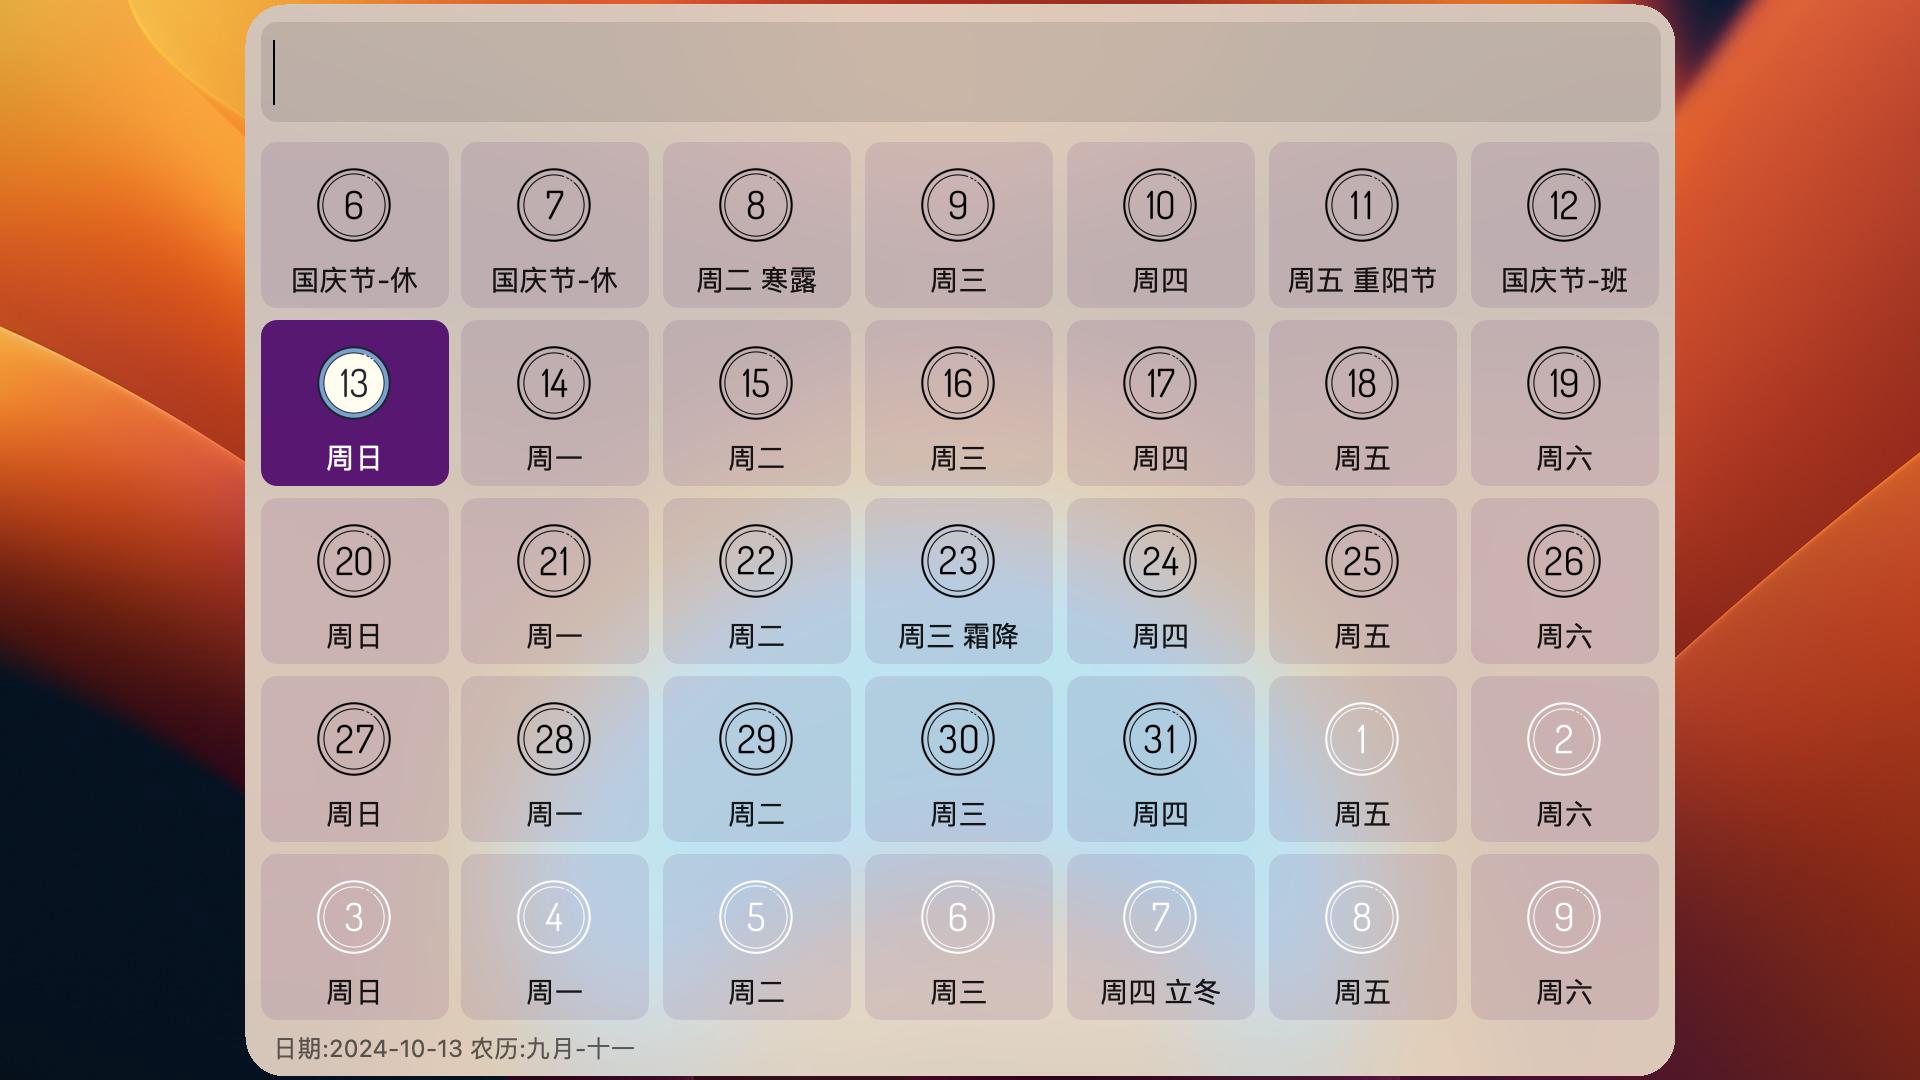 6 7 8 9 10 11 12
国庆节-休 国庆节-休 周二 寒露 周三 周四 周五 重阳节 国庆节-班
13 14 15 16 17 18 19
周日 周一 周二 周三 周四 周五 周六
20 21 22 23 24 25 26
周日 周一 周二 周三 霜降 周四 周五 周六
27 28 29 30 31 1 2
周日 周一 周二 周三 周四 周五 周六
3 4 5 6 7 8 9
周日 周一 周二 周三 周四 立冬 周五 周六
日期:2024-10-13 农历:九月-十一